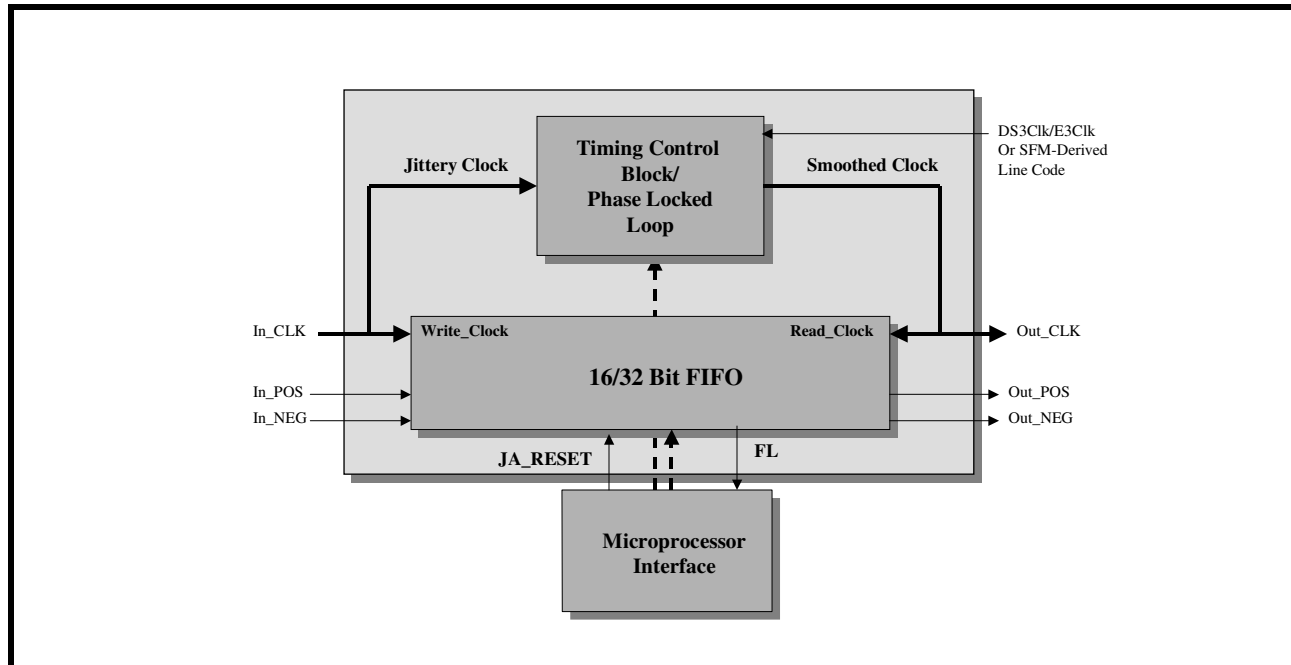 Timing Control
Block/
Phase Locked
Loop
DS3Clk/E3Clk
Or SFM-Derived
Line Code
Jittery Clock
Smoothed Clock
In_CLK
Write_Clock
Read_Clock
Out_CLK
16/32 Bit FIFO
In_POS
Out_POS
In_NEG
Out_NEG
JA_RESET
FL
Microprocessor
Interface